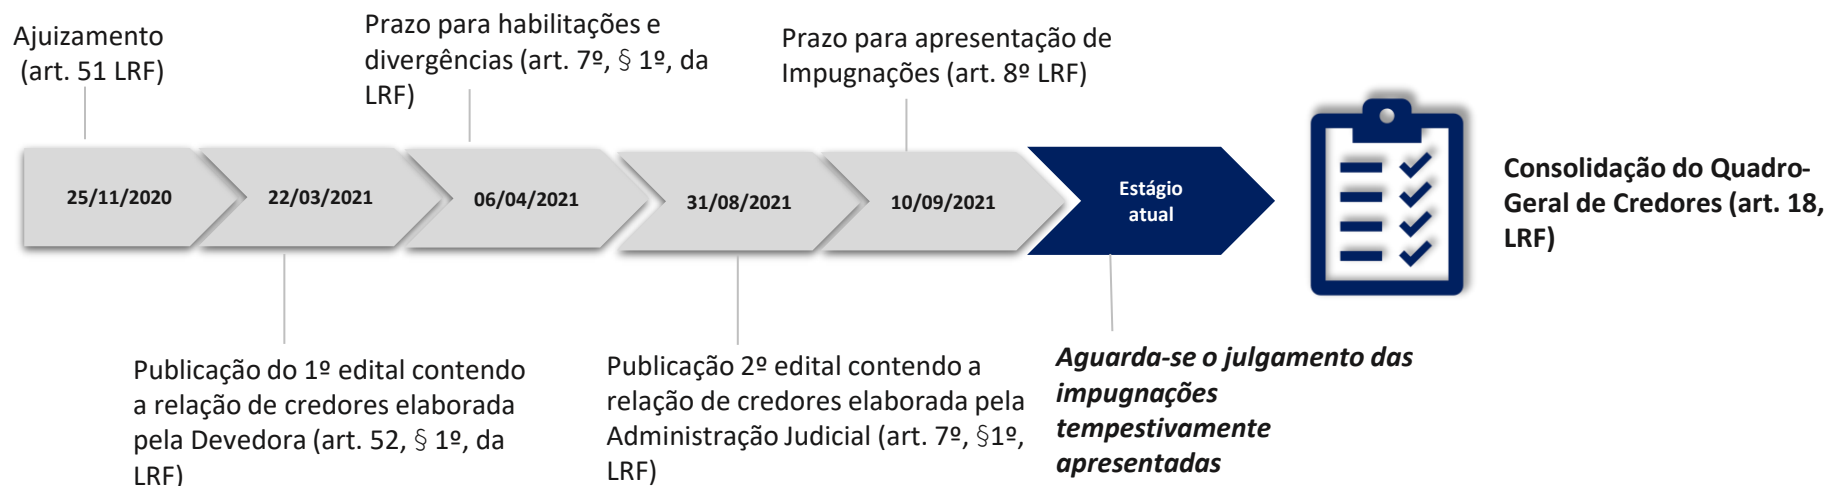 Ajuizamento
(art. 51 LRF)
Prazo para habilitações e
divergências (art. 7º, § 1º, da
LRF)
Prazo para apresentação de
Impugnações (art. 8º LRF)
25/11/2020
22/03/2021
06/04/2021
31/08/2021
10/09/2021
Estágio
atual
Consolidação do Quadro-
Geral de Credores (art. 18,
LRF)
Publicação do 1º edital contendo
a relação de credores elaborada
pela Devedora (art. 52, § 1º, da
LRF)
Publicação 2º edital contendo a
relação de credores elaborada pela
Administração Judicial (art. 7º, §1º,
LRF)
Aguarda-se o julgamento das
impugnações
tempestivamente
apresentadas